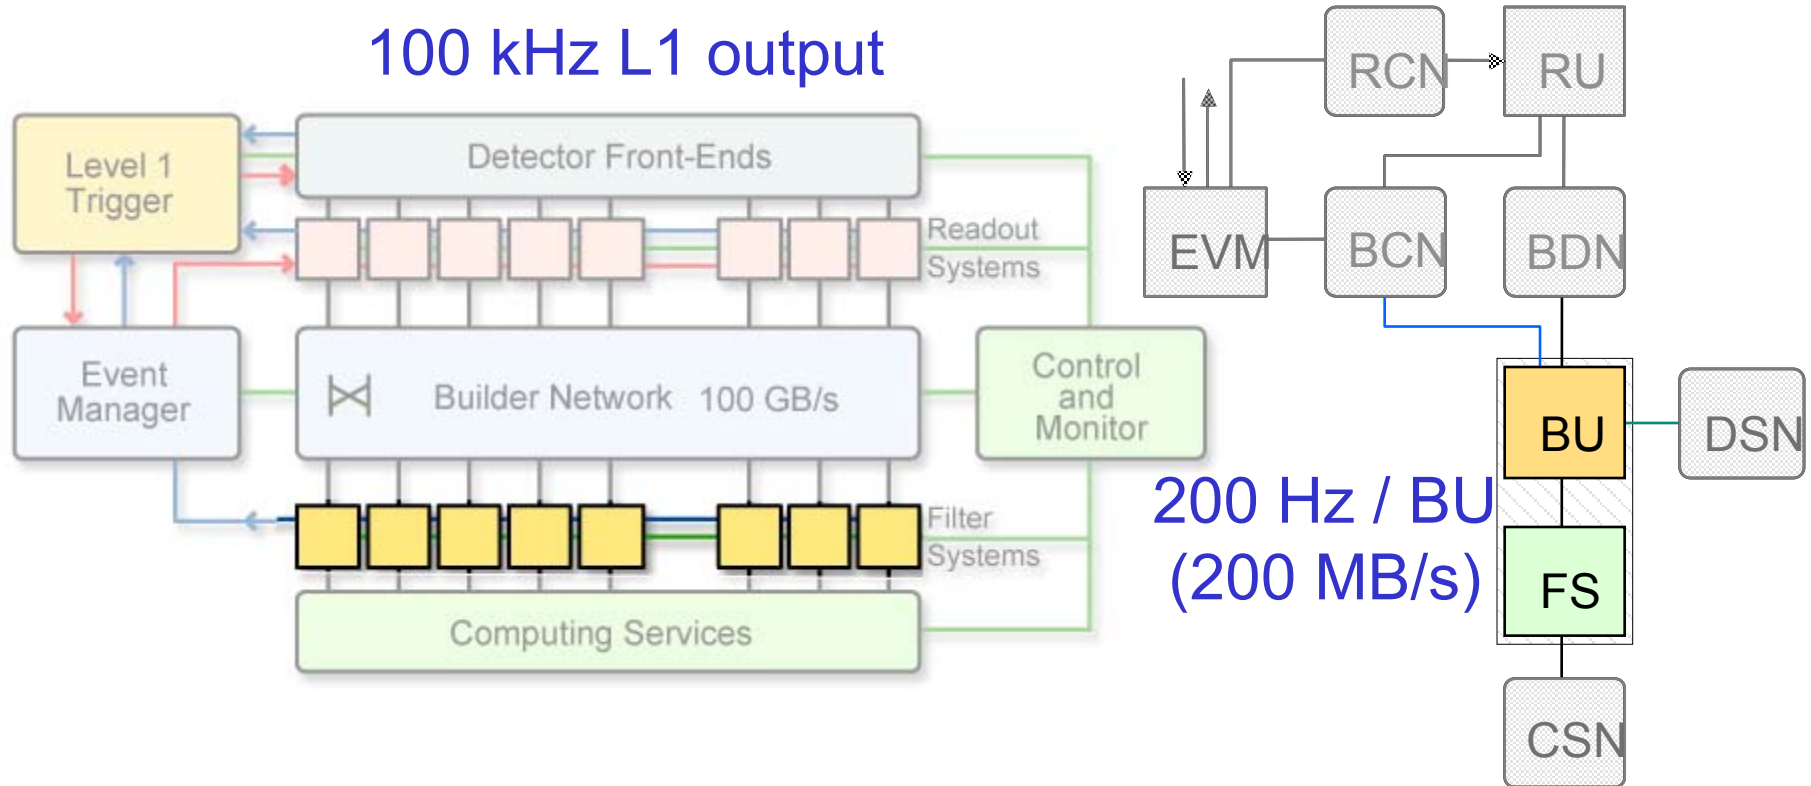 100 kHz L1 output
Level 1
Trigger
Detector Front-Ends
Readout
Systems
Event
Manager
Builder Network 100 GB/s
Control
and
Monitor
Filter
Systems
Computing Services
RCN
RU
EVM
BCN
BDN
BU
DSN
200 Hz / BU
(200 MB/s)
FS
CSN